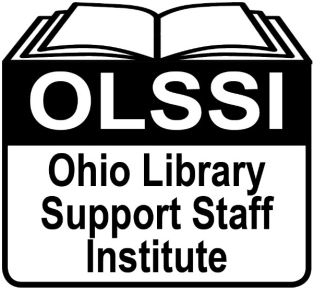 OLSSI
Ohio Library
Support Staff
Institute